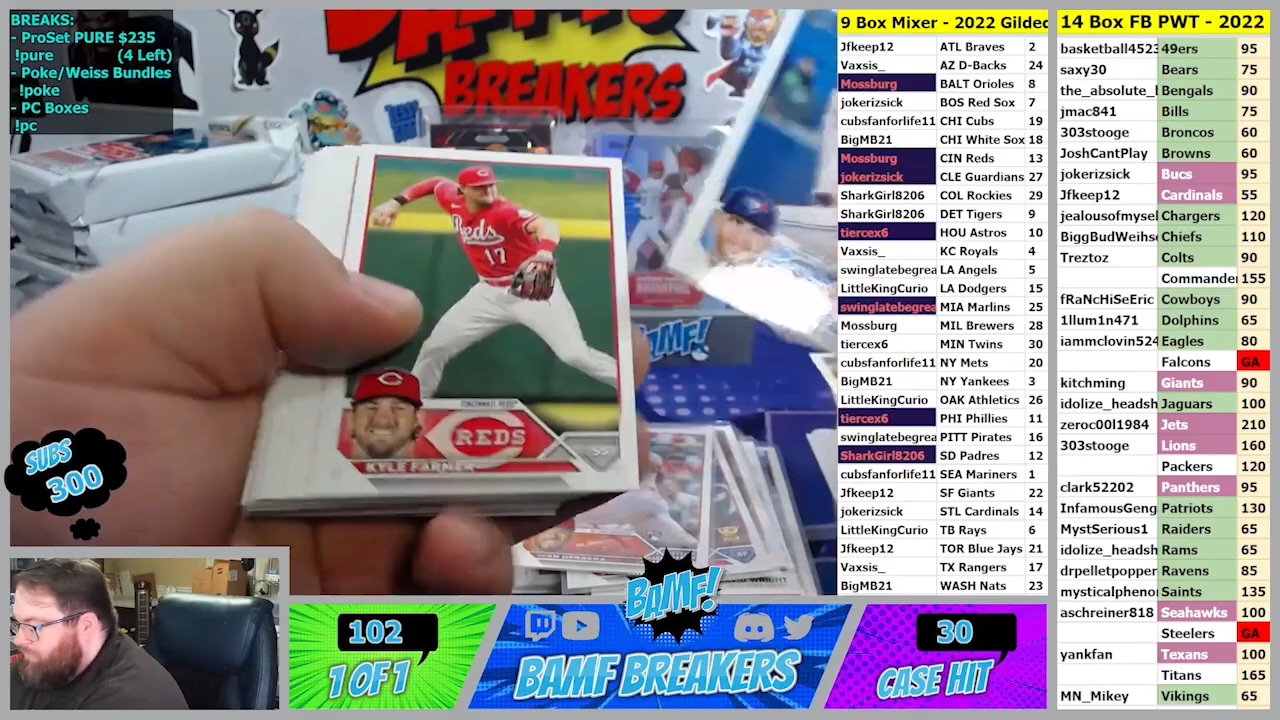 BREAKS:
- ProSet PURE $235
!pure (4 Left)
- Poke/Weiss Bundles
!poke
- PC Boxes
!pc
BREAKERS
Reds
17
CINCINNATI REDS
REDS
SS
KYLE FARMER
BAMF!
DAVID WRIGHT
SUBS
300
BAMF!
102
1 OF 1
BAMF BREAKERS
30
CASE HIT
9 Box Mixer - 2022 Gilded
Jfkeep12 ATL Braves 2
Vaxsis_ AZ D-Backs 24
Mossburg BALT Orioles 8
jokerizsick BOS Red Sox 7
cubsfanforlife11 CHI Cubs 19
BigMB21 CHI White Sox 18
Mossburg CIN Reds 13
jokerizsick CLE Guardians 27
SharkGirl8206 COL Rockies 29
SharkGirl8206 DET Tigers 9
tiercex6 HOU Astros 10
Vaxsis_ KC Royals 4
swinglatebegrea LA Angels 5
LittleKingCurio LA Dodgers 15
swinglatebegrea MIA Marlins 25
Mossburg MIL Brewers 28
tiercex6 MIN Twins 30
cubsfanforlife11 NY Mets 20
BigMB21 NY Yankees 3
LittleKingCurio OAK Athletics 26
tiercex6 PHI Phillies 11
swinglatebegrea PITT Pirates 16
SharkGirl8206 SD Padres 12
cubsfanforlife11 SEA Mariners 1
Jfkeep12 SF Giants 22
jokerizsick STL Cardinals 14
LittleKingCurio TB Rays 6
Jfkeep12 TOR Blue Jays 21
Vaxsis_ TX Rangers 17
BigMB21 WASH Nats 23
14 Box FB PWT - 2022
basketball4523 49ers 95
saxy30 Bears 75
the_absolute_l Bengals 90
jmac841 Bills 75
303stooge Broncos 60
JoshCantPlay Browns 60
jokerizsick Bucs 95
Jfkeep12 Cardinals 55
jealousofmysel Chargers 120
BiggBudWeihs Chiefs 110
Treztoz Colts 90
Commander 155
fRaNcHiSeEric Cowboys 90
1llum1n471 Dolphins 65
iammclovin524 Eagles 80
Falcons GA
kitchming Giants 90
idolize_headsh Jaguars 100
zeroc00l1984 Jets 210
303stooge Lions 160
Packers 120
clark52202 Panthers 95
InfamousGeng Patriots 130
MystSerious1 Raiders 65
idolize_headsh Rams 65
drpelletpopper Ravens 85
mysticalpheno Saints 135
aschreiner818 Seahawks 100
Steelers GA
yankfan Texans 100
Titans 165
MN_Mikey Vikings 65